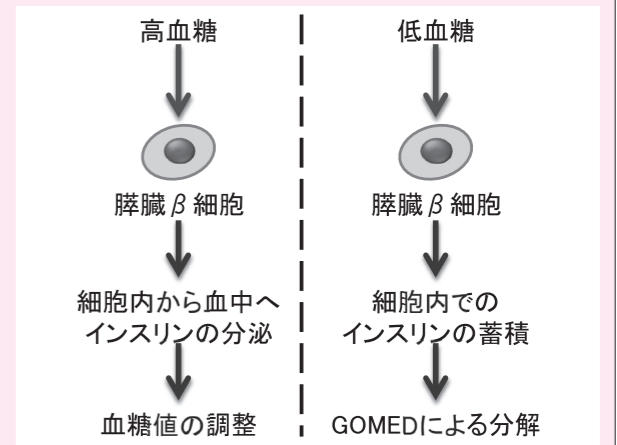 高血糖
膵臓β細胞
細胞内から血中へ
インスリンの分泌
血糖値の調整
低血糖
膵臓β細胞
細胞内での
インスリンの蓄積
GOMEDによる分解